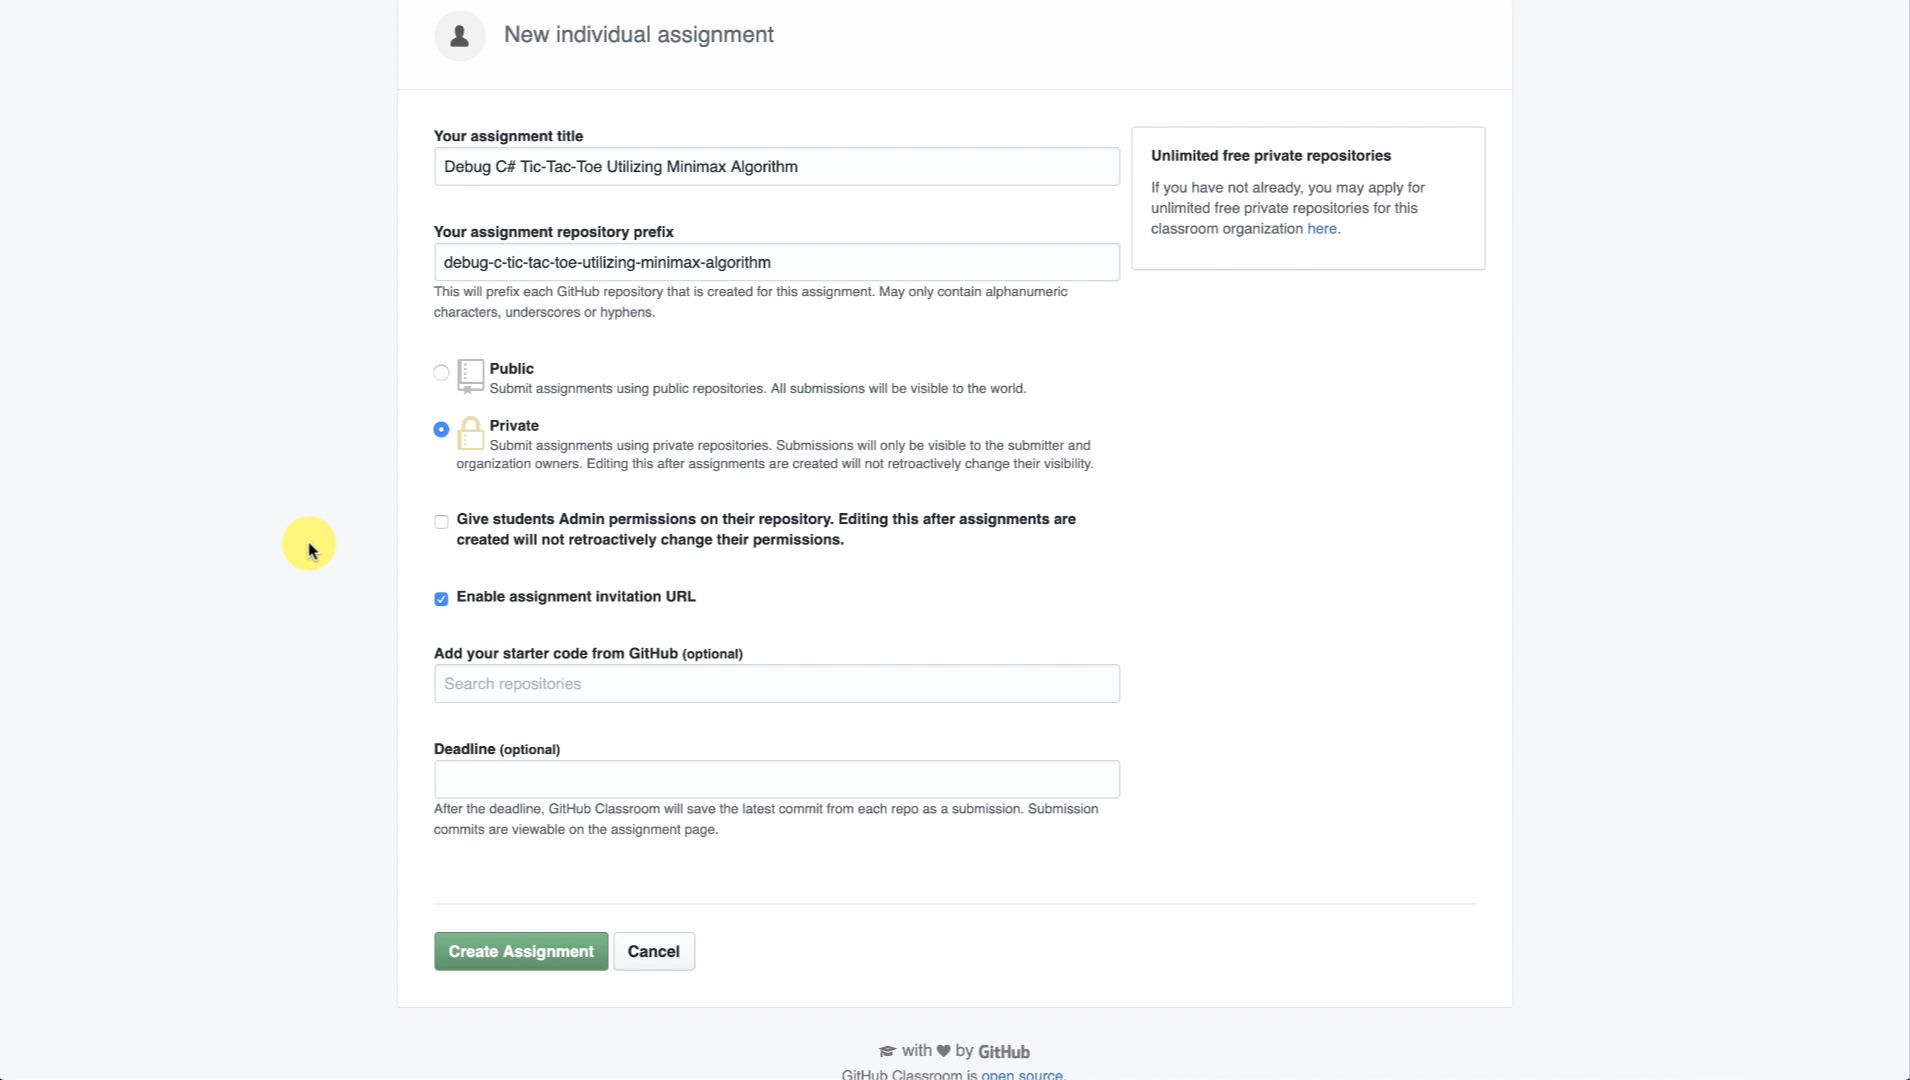 New individual assignment
Your assignment title
Debug C# Tic-Tac-Toe Utilizing Minimax Algorithm
Unlimited free private repositories
If you have not already, you may apply for
unlimited free private repositories for this
classroom organization here.
Your assignment repository prefix
debug-c-tic-tac-toe-utilizing-minimax-algorithm
This will prefix each GitHub repository that is created for this assignment. May only contain alphanumeric
characters, underscores or hyphens.
Public
Submit assignments using public repositories. All submissions will be visible to the world.
Private
Submit assignments using private repositories. Submissions will only be visible to the submitter and
organization owners. Editing this after assignments are created will not retroactively change their visibility.
Give students Admin permissions on their repository. Editing this after assignments are
created will not retroactively change their permissions.
Enable assignment invitation URL
Add your starter code from GitHub (optional)
Search repositories
Deadline (optional)
After the deadline, GitHub Classroom will save the latest commit from each repo as a submission. Submission
commits are viewable on the assignment page.
Create Assignment
Cancel
with ♥ by GitHub
GitHub Classroom is open source.